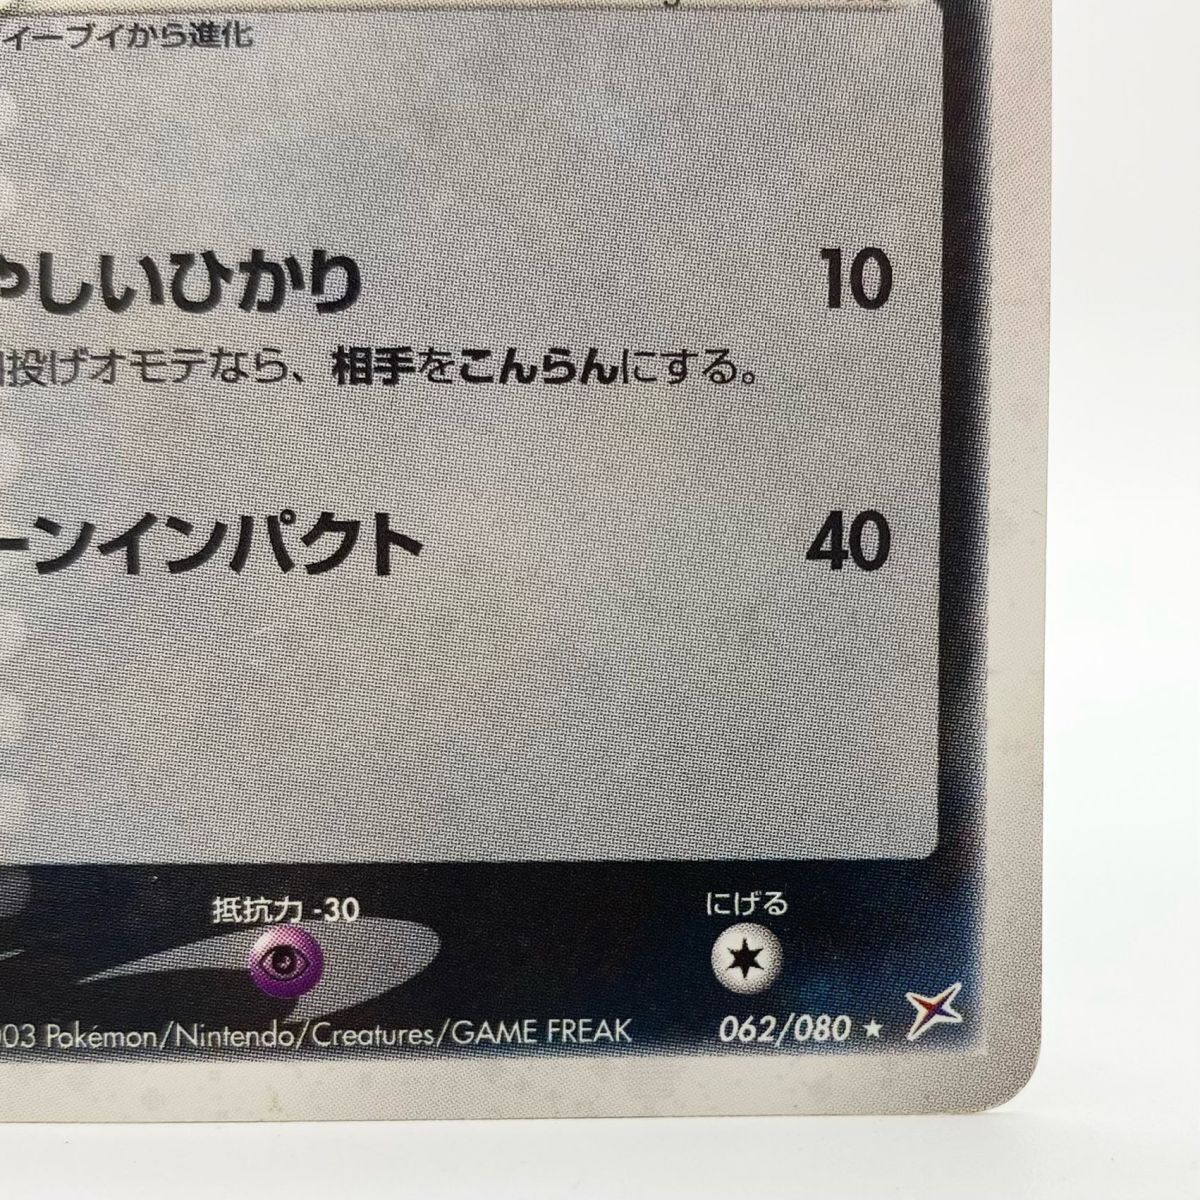 ィーブイから進化
やしいひかり 10
投げオモテなら、相手をこんらんにする。
ーンインパクト 40
抵抗力 -30
にげる
03 Pokémon/Nintendo/Creatures/GAME FREAK
062/080 ★